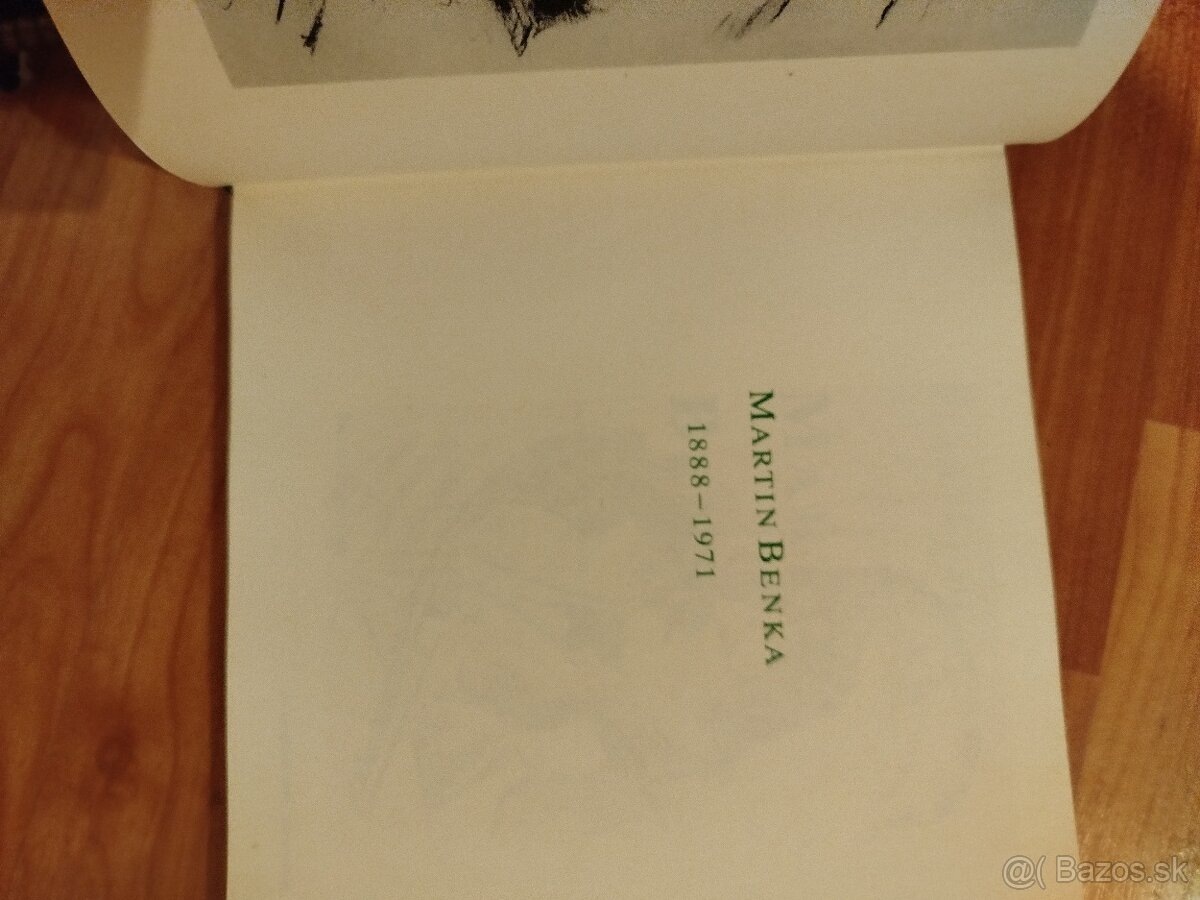 MARTIN BENKA
1888–1971
@( Bazos.sk